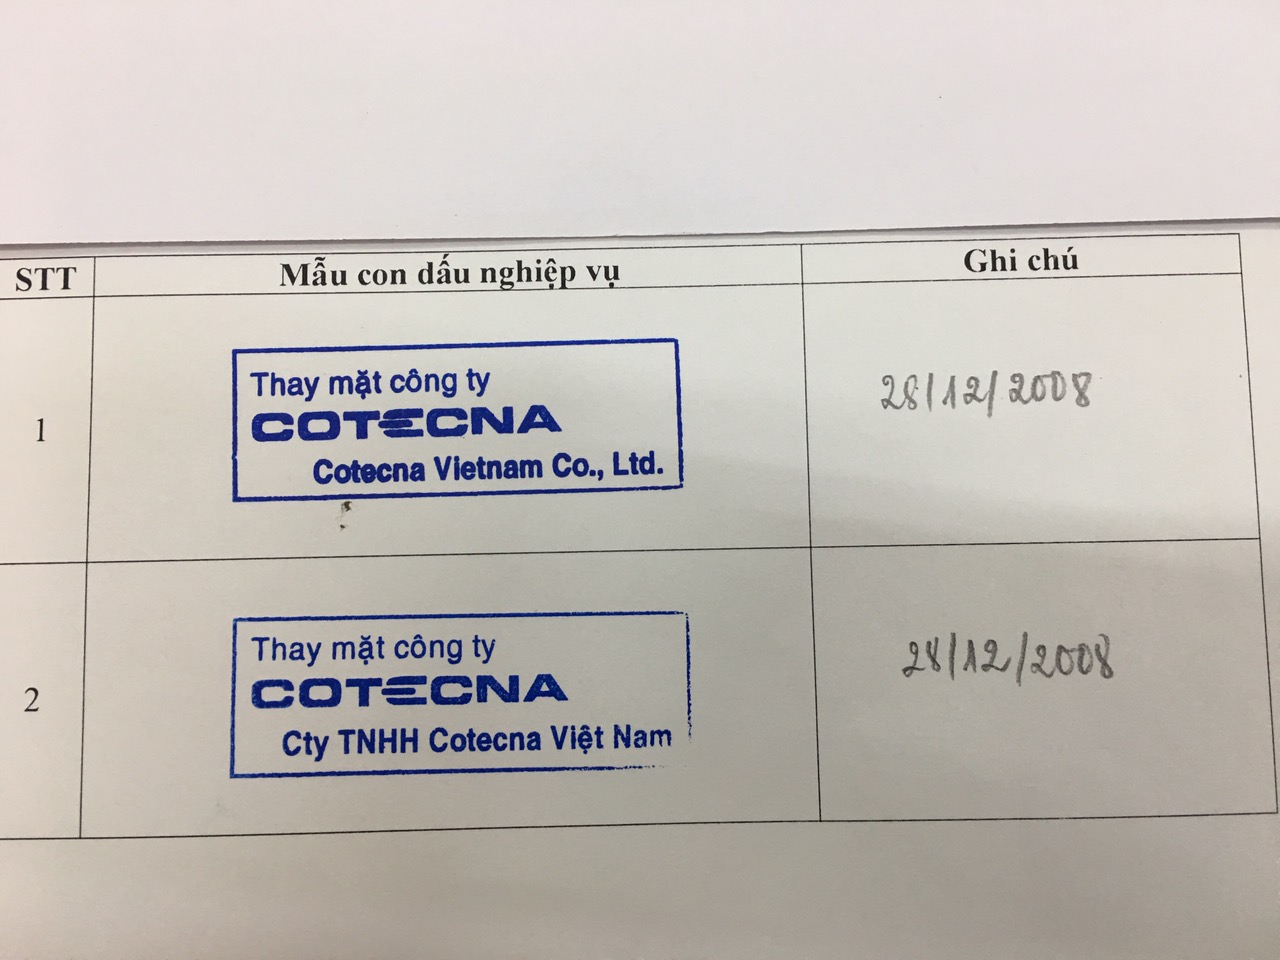 STT Mẫu con dấu nghiệp vụ Ghi chú
1
Thay mặt công ty
COTECNA
Cotecna Vietnam Co., Ltd.
28/12/2008
2
Thay mặt công ty
COTECNA
Cty TNHH Cotecna Việt Nam
28/12/2008